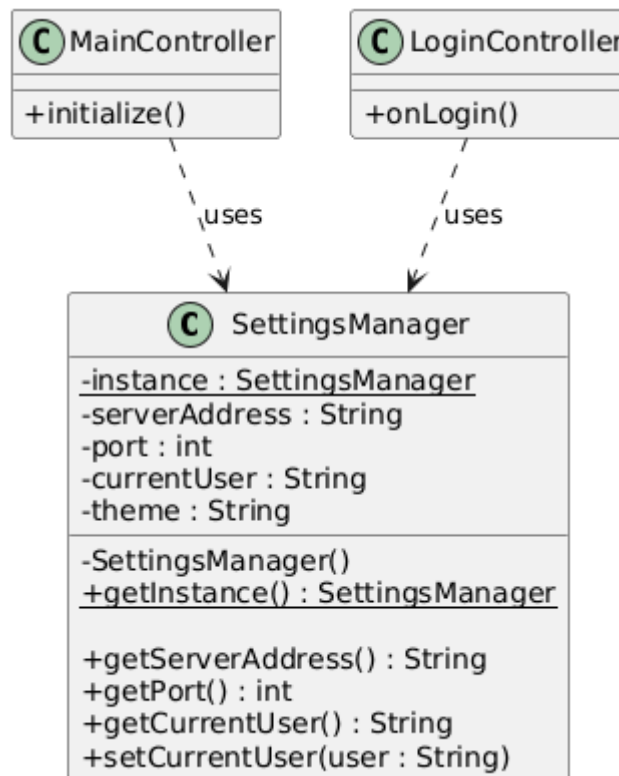 C MainController
C LoginController
+initialize()
+onLogin()
uses
uses
C SettingsManager
-instance : SettingsManager
-serverAddress : String
-port : int
-currentUser : String
-theme : String
-SettingsManager()
+getInstance() : SettingsManager
+getServerAddress() : String
+getPort() : int
+getCurrentUser() : String
+setCurrentUser(user : String)